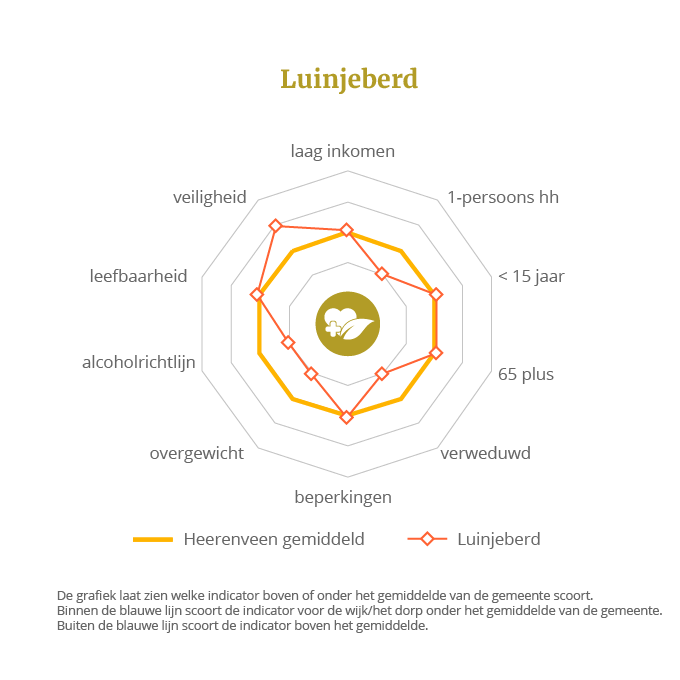 Luinjeberd
laag inkomen
veiligheid
1-persoons hh
leefbaarheid
< 15 jaar
alcoholrichtlijn
65 plus
overgewicht
verweduwd
beperkingen
Heerenveen gemiddeld
Luinjeberd
De grafiek laat zien welke indicator boven of onder het gemiddelde van de gemeente scoort.
Binnen de blauwe lijn scoort de indicator voor de wijk/het dorp onder het gemiddelde van de gemeente.
Buiten de blauwe lijn scoort de indicator boven het gemiddelde.